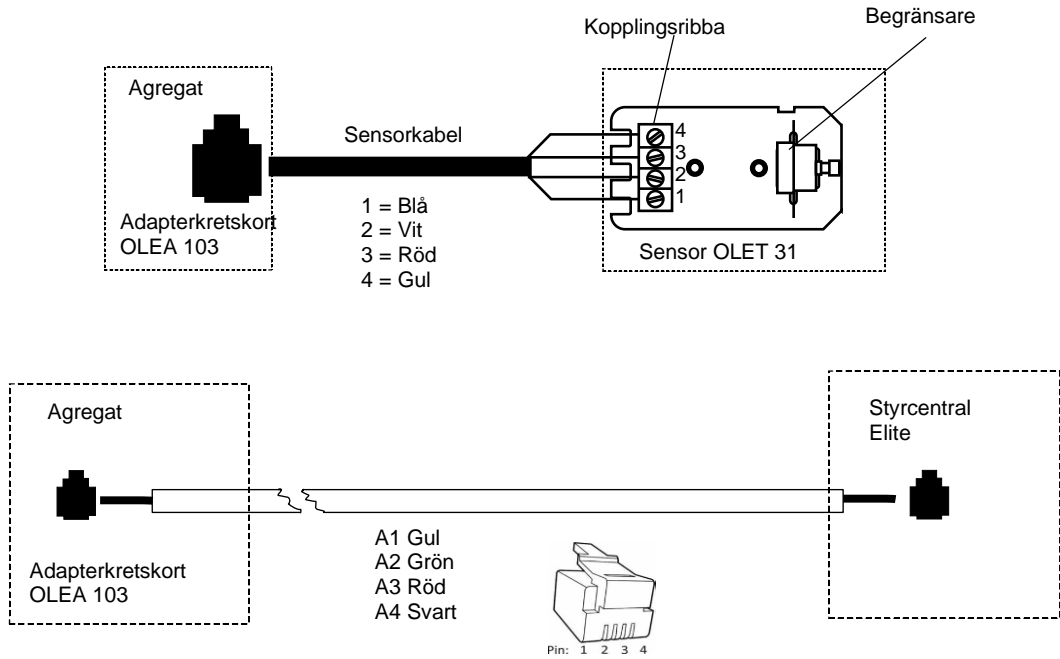 Begränsare
Kopplingsribba
Agregat
Sensorkabel
4
3
2
1
Adapterkretskort
OLEA 103
1 = Blå
2 = Vit
3 = Röd
4 = Gul
Sensor OLET 31
Agregat
Styrcentral
Elite
A1 Gul
A2 Grön
A3 Röd
A4 Svart
Adapterkretskort
OLEA 103
Pin: 1 2 3 4